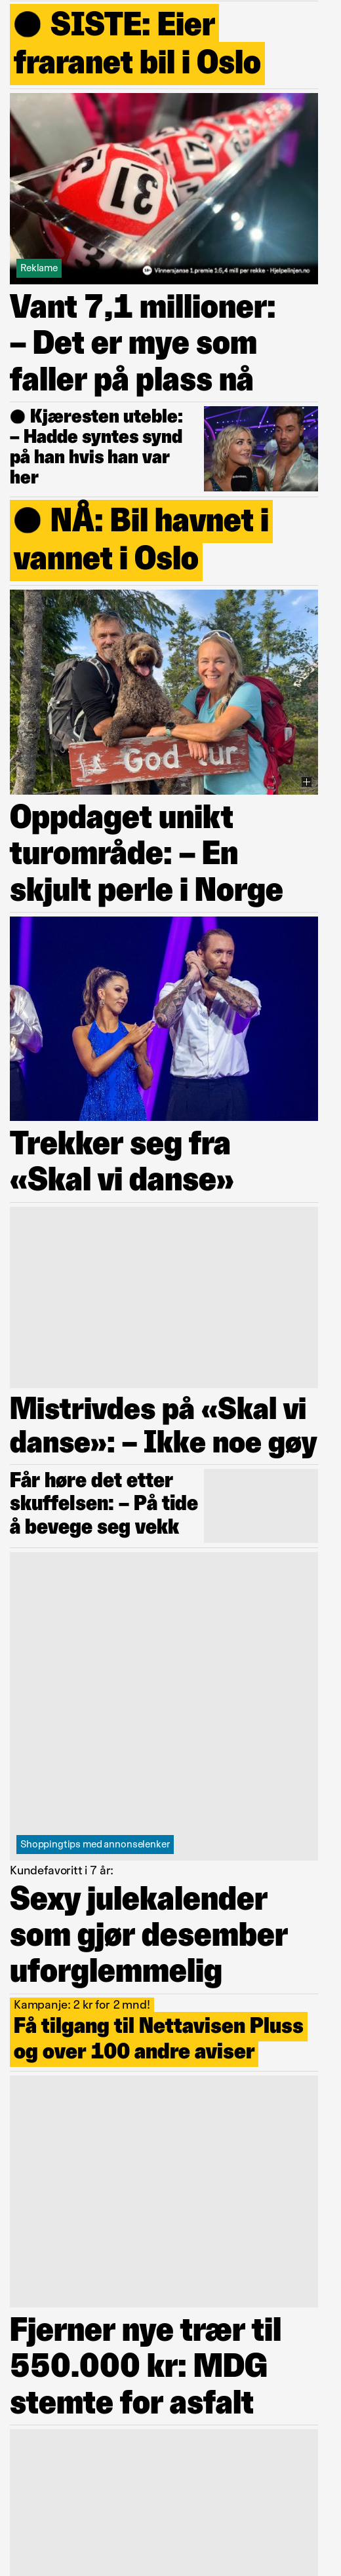 ● SISTE: Eier
fraranet bil i Oslo
31
21
Reklame
18+ Vinnersjanse 1.premie 1:5,4 mill per rekke - Hjelpelinjen.no
Vant 7,1 millioner:
– Det er mye som
faller på plass nå
● Kjæresten uteble:
– Hadde syntes synd
på han hvis han var
her
● NÅ: Bil havnet i
vannet i Oslo
God tur
Oppdaget unikt
turområde: – En
skjult perle i Norge
Trekker seg fra
«Skal vi danse»
Mistrivdes på «Skal vi
danse»: – Ikke noe gøy
Får høre det etter
skuffelsen: – På tide
å bevege seg vekk
Shoppingtips med annonselenker
Kundefavoritt i 7 år:
Sexy julekalender
som gjør desember
uforglemmelig
Kampanje: 2 kr for 2 mnd!
Få tilgang til Nettavisen Pluss
og over 100 andre aviser
Fjerner nye trær til
550.000 kr: MDG
stemte for asfalt